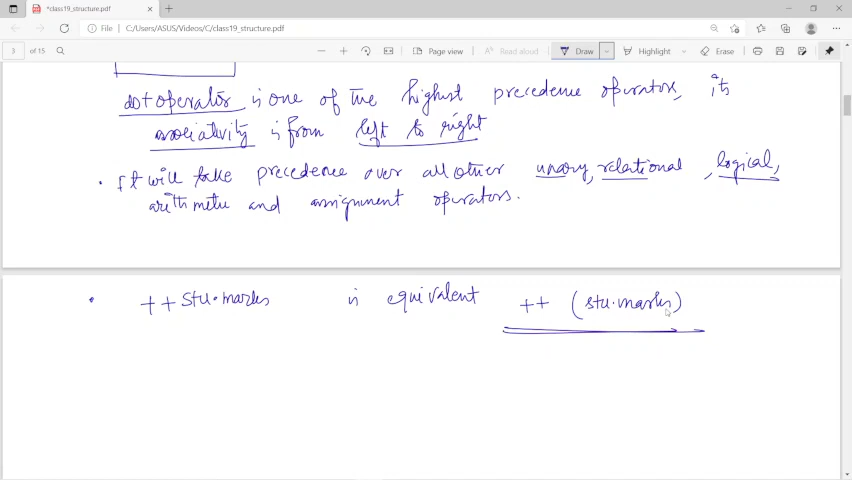 *class19_structure.pdf
File C:/Users/ASUS/Videos/C/class19_structure.pdf
3 of 15 Page view Read aloud Draw Highlight Erase
dot operator is one of the highest precedence operators, its
associativity is from left to right
. It will take precedence over all other unary, relational, logical,
arithmetic and assignment operators.
. ++stu.marks is equivalent ++ (stu.marks)